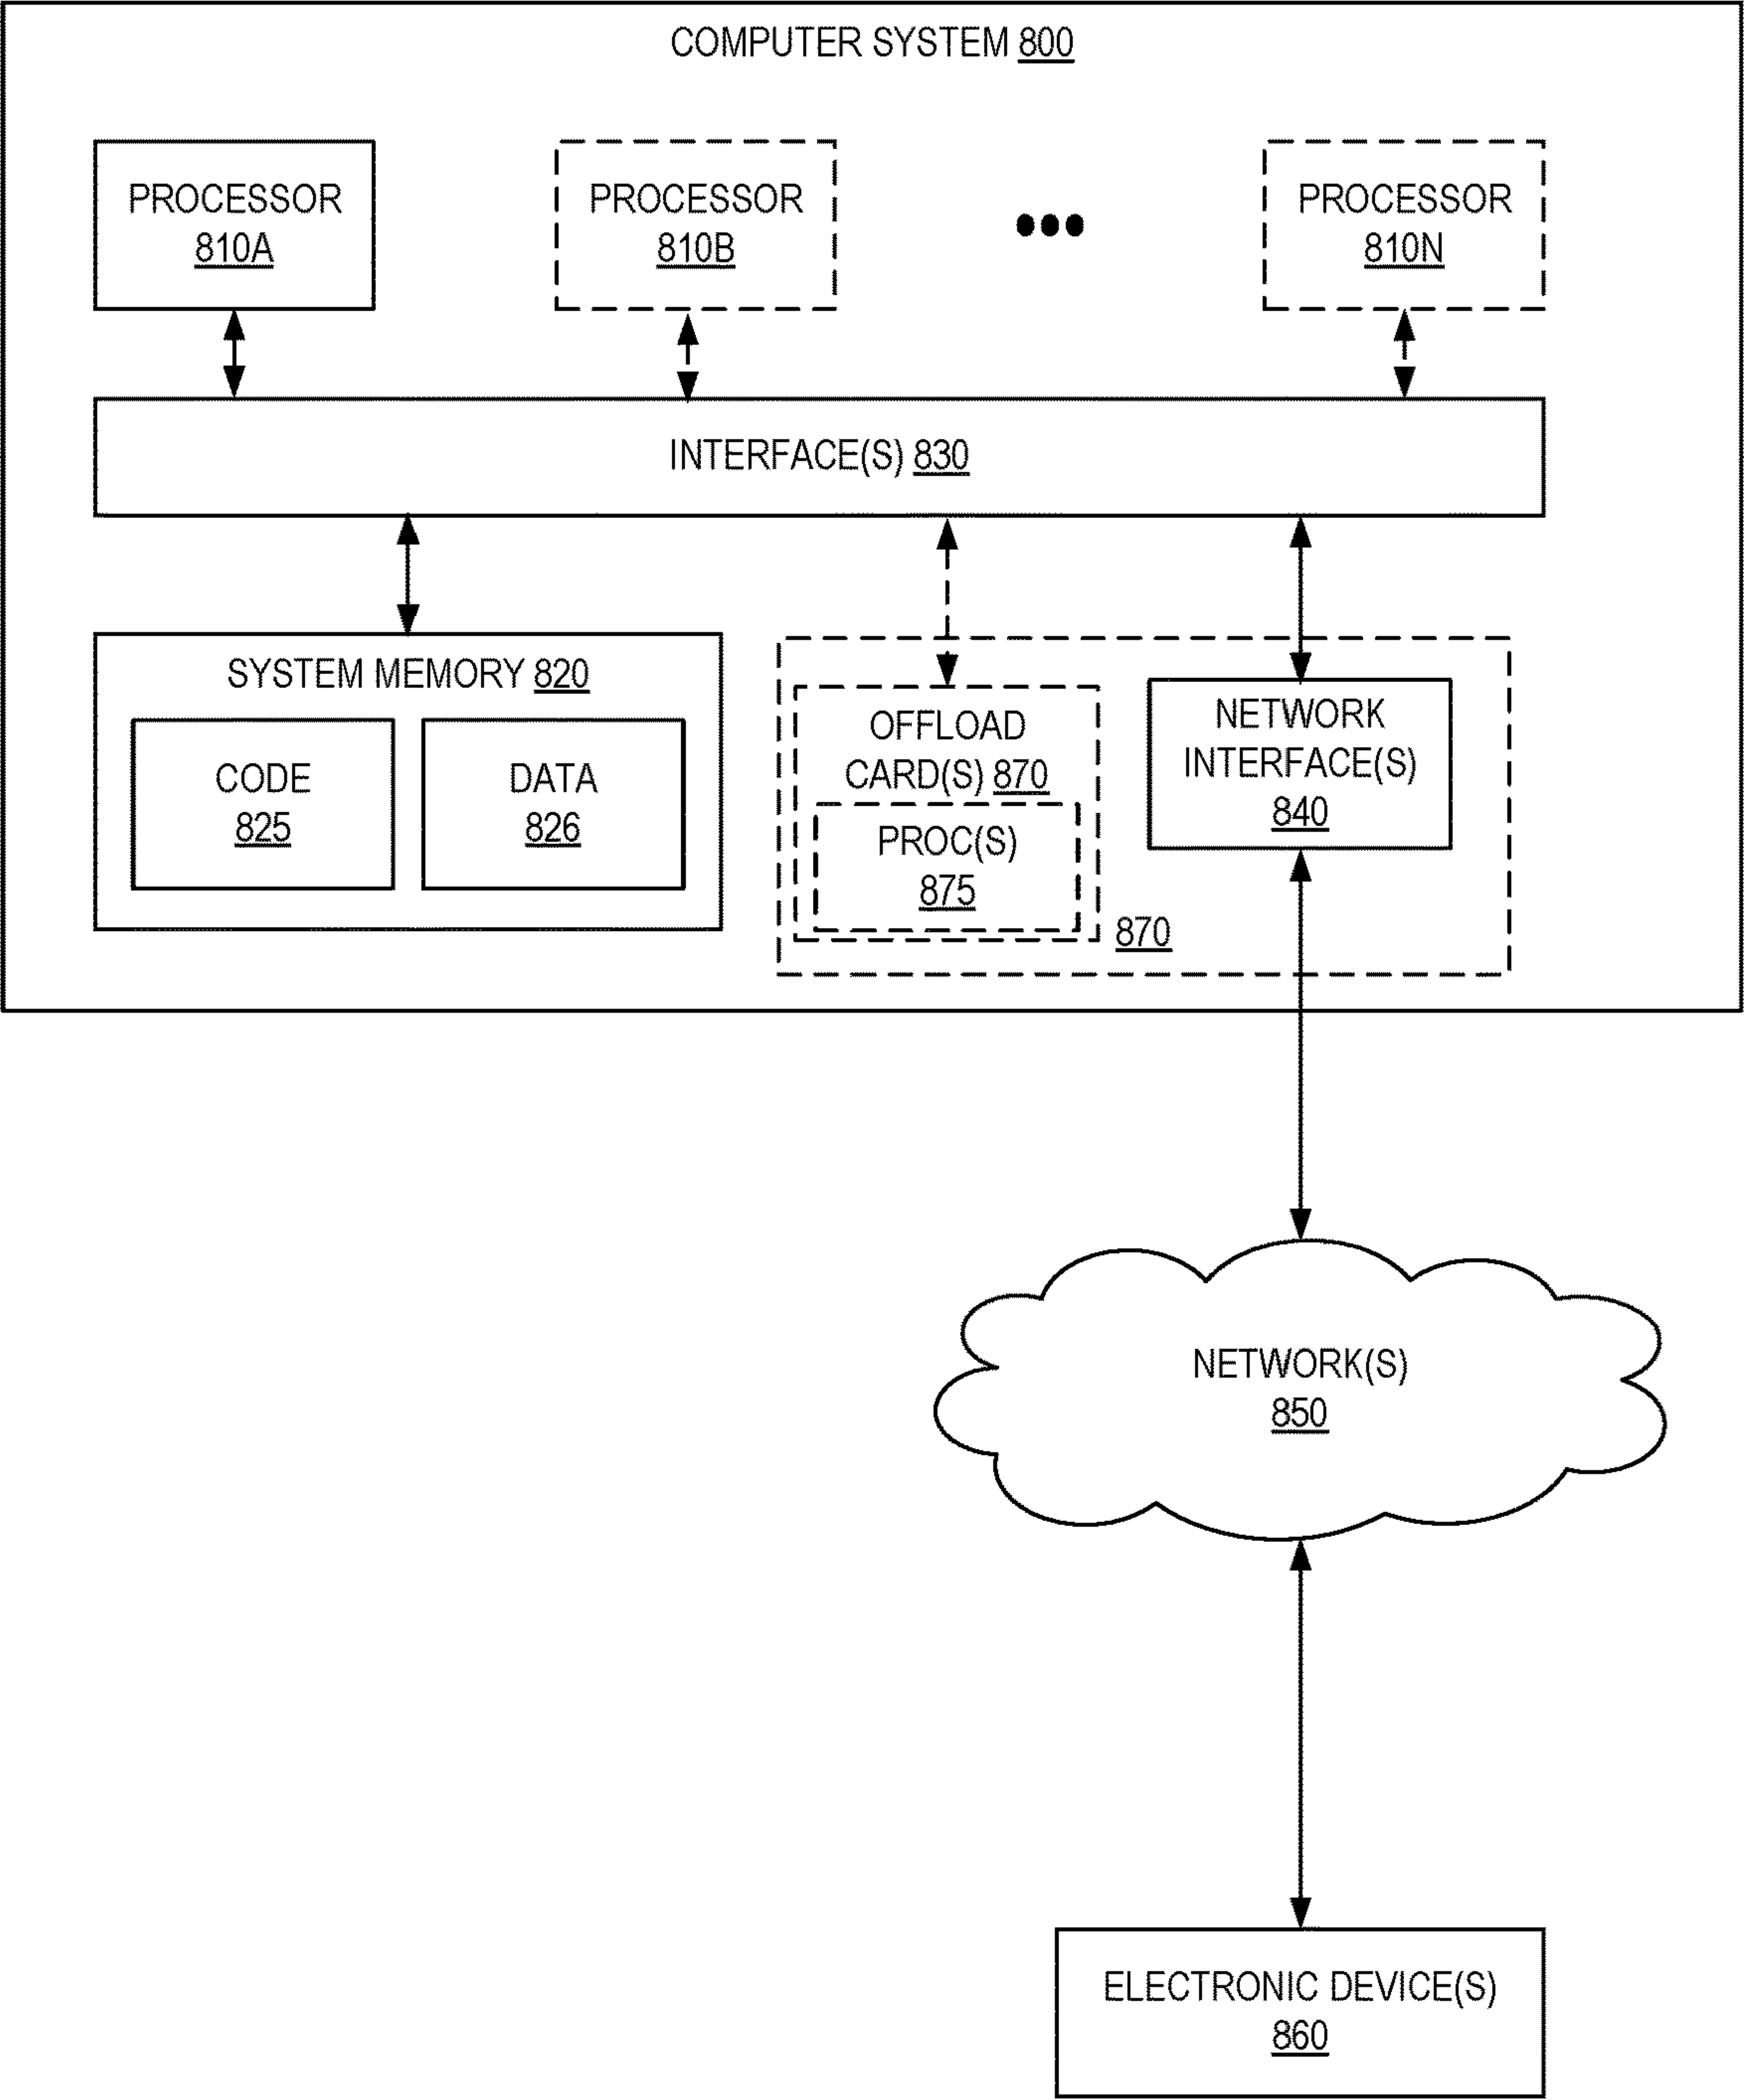 COMPUTER SYSTEM 800
PROCESSOR
810A
PROCESSOR
810B
PROCESSOR
810N
INTERFACE(S) 830
SYSTEM MEMORY 820
CODE
825
DATA
826
OFFLOAD
CARD(S) 870
PROC(S)
875
870
NETWORK
INTERFACE(S)
840
NETWORK(S)
850
ELECTRONIC DEVICE(S)
860